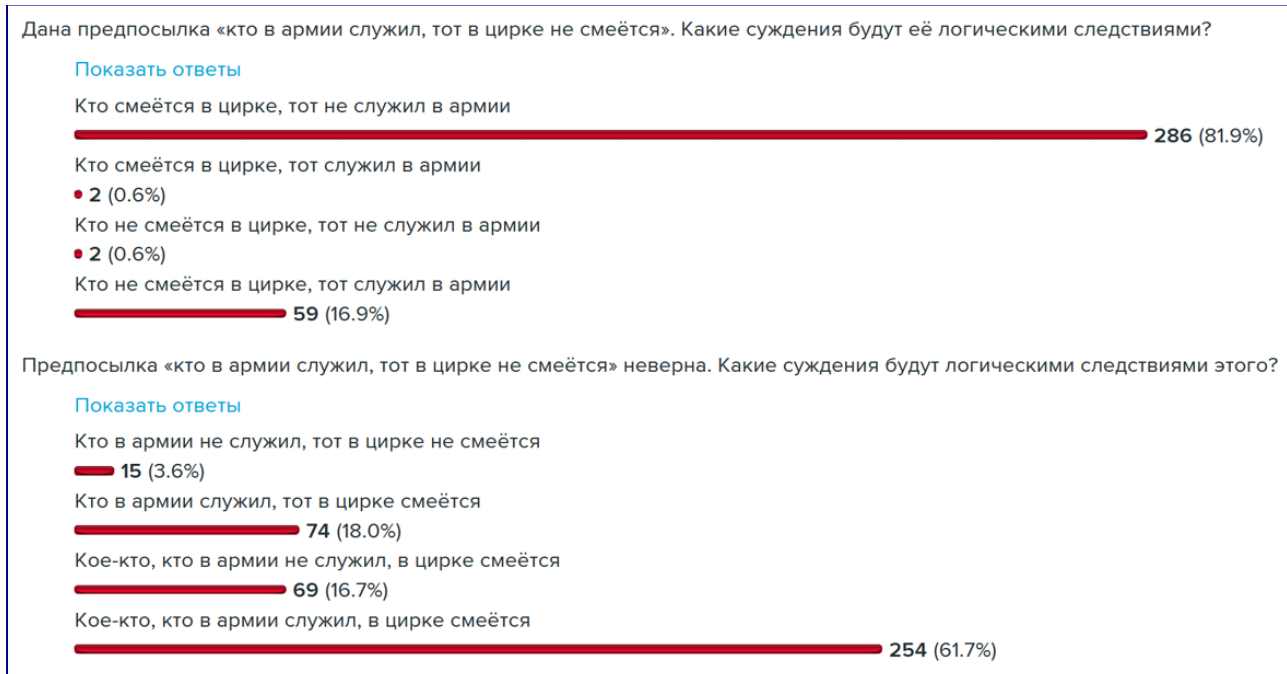 Дана предпосылка «кто в армии служил, тот в цирке не смеётся». Какие суждения будут её логическими следствиями?
Показать ответы
Кто смеётся в цирке, тот не служил в армии
286 (81.9%)
Кто смеётся в цирке, тот служил в армии
2 (0.6%)
Кто не смеётся в цирке, тот не служил в армии
2 (0.6%)
Кто не смеётся в цирке, тот служил в армии
59 (16.9%)
Предпосылка «кто в армии служил, тот в цирке не смеётся» неверна. Какие суждения будут логическими следствиями этого?
Показать ответы
Кто в армии не служил, тот в цирке не смеётся
15 (3.6%)
Кто в армии служил, тот в цирке смеётся
74 (18.0%)
Кое-кто, кто в армии не служил, в цирке смеётся
69 (16.7%)
Кое-кто, кто в армии служил, в цирке смеётся
254 (61.7%)